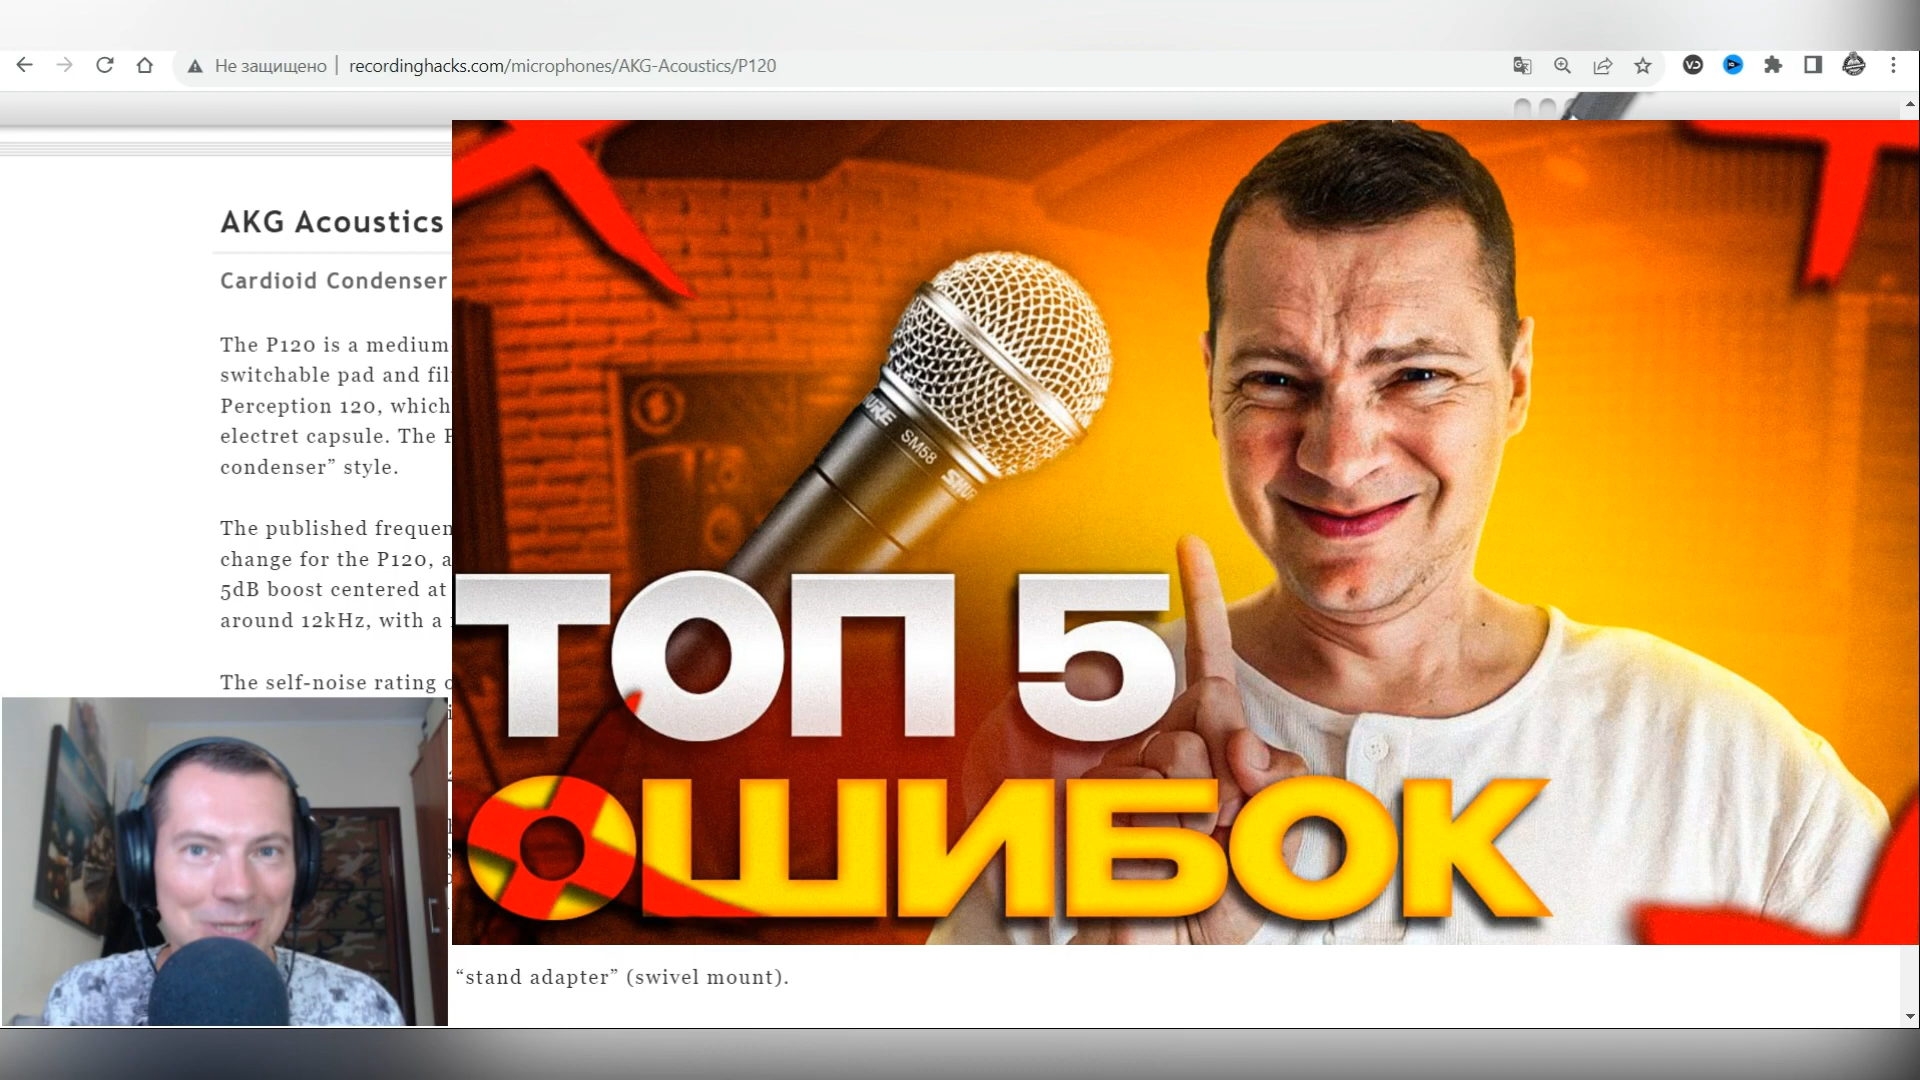 Не защищено | recordinghacks.com/microphones/AKG-Acoustics/P120
AKG Acoustics
Cardioid Condenser
The P120 is a medium
switchable pad and fil
Perception 120, which
electret capsule. The
condenser” style.
The published frequen
change for the P120, a
5dB boost centered at
around 12kHz, with a
The self-noise rating
“stand adapter” (swivel mount).
SM58
ТОП 5
ОШИБОК